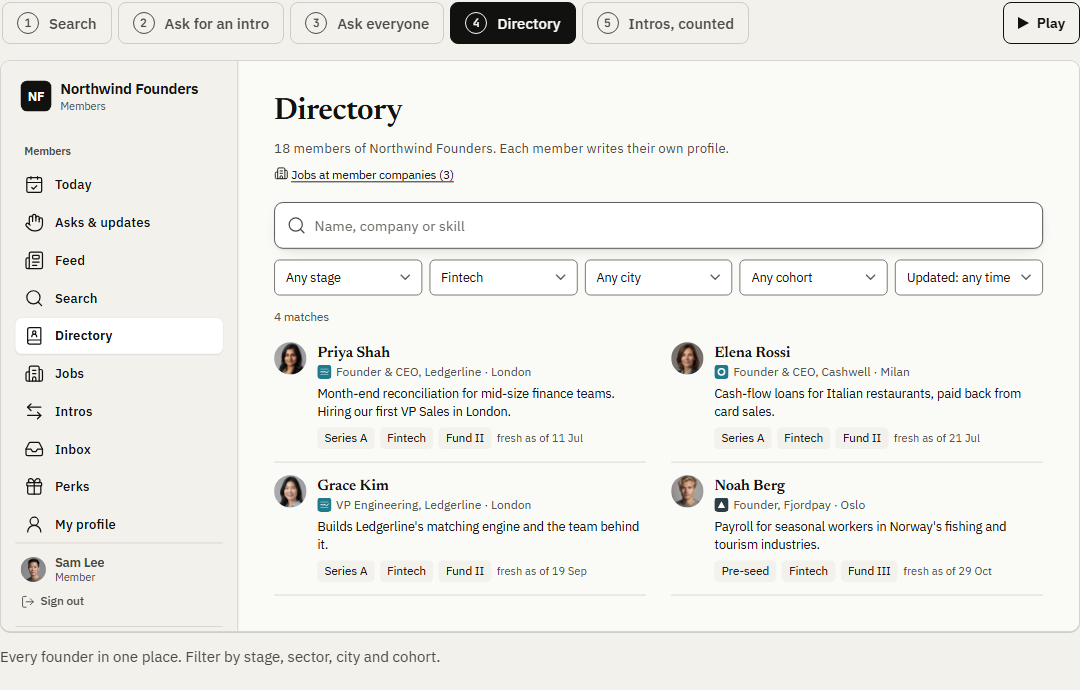 1 Search
2 Ask for an intro
3 Ask everyone
4 Directory
5 Intros, counted
Play
NF
Northwind Founders
Members
Members
Today
Asks & updates
Feed
Search
Directory
Jobs
Intros
Inbox
Perks
My profile
Sam Lee
Member
Sign out
Directory
18 members of Northwind Founders. Each member writes their own profile.
Jobs at member companies (3)
Name, company or skill
Any stage
Fintech
Any city
Any cohort
Updated: any time
4 matches
Priya Shah
Founder & CEO, Ledgerline · London
Month-end reconciliation for mid-size finance teams.
Hiring our first VP Sales in London.
Series A Fintech Fund II fresh as of 11 Jul
Elena Rossi
Founder & CEO, Cashwell · Milan
Cash-flow loans for Italian restaurants, paid back from
card sales.
Series A Fintech Fund II fresh as of 21 Jul
Grace Kim
VP Engineering, Ledgerline · London
Builds Ledgerline's matching engine and the team behind
it.
Series A Fintech Fund II fresh as of 19 Sep
Noah Berg
Founder, Fjordpay · Oslo
Payroll for seasonal workers in Norway's fishing and
tourism industries.
Pre-seed Fintech Fund III fresh as of 29 Oct
Every founder in one place. Filter by stage, sector, city and cohort.